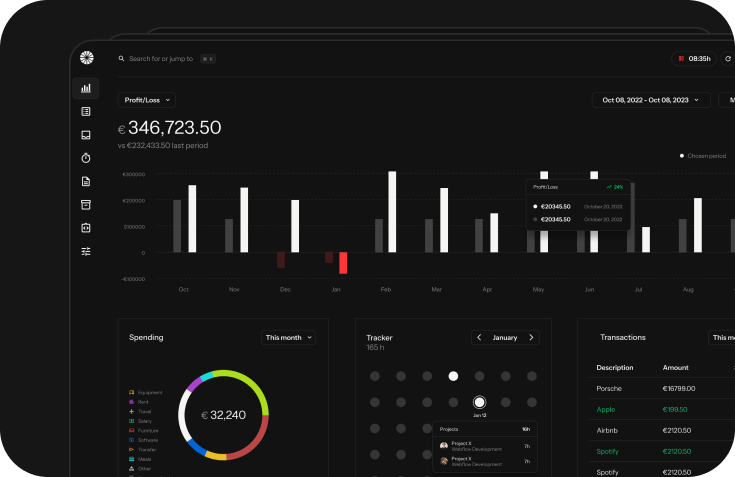 Search for or jump to ⌘ K
08:35h
Profit/Loss
Oct 08, 2022 - Oct 08, 2023
M
€ 346,723.50
vs €232,433.50 last period
Chosen period
€300000
€200000
€100000
0
-€100000
Profit/Loss 24%
€20345.50 October 20, 2023
€20345.50 October 20, 2022
Oct Nov Dec Jan Feb Mar Apr May Jun Jul Aug
Spending
This month
Equipment
Rent
Travel
Salary
Furniture
Software
Transfer
Meals
Other
€ 32,240
Tracker
165 h
January
Jan 12
Projects 16h
Project X
Webflow Development 7h
Project X
Webflow Development 7h
Transactions
This mo
Description Amount
Porsche €16799.00
Apple €199.50
Airbnb €2120.50
Spotify €2120.50
Spotify €2120.50